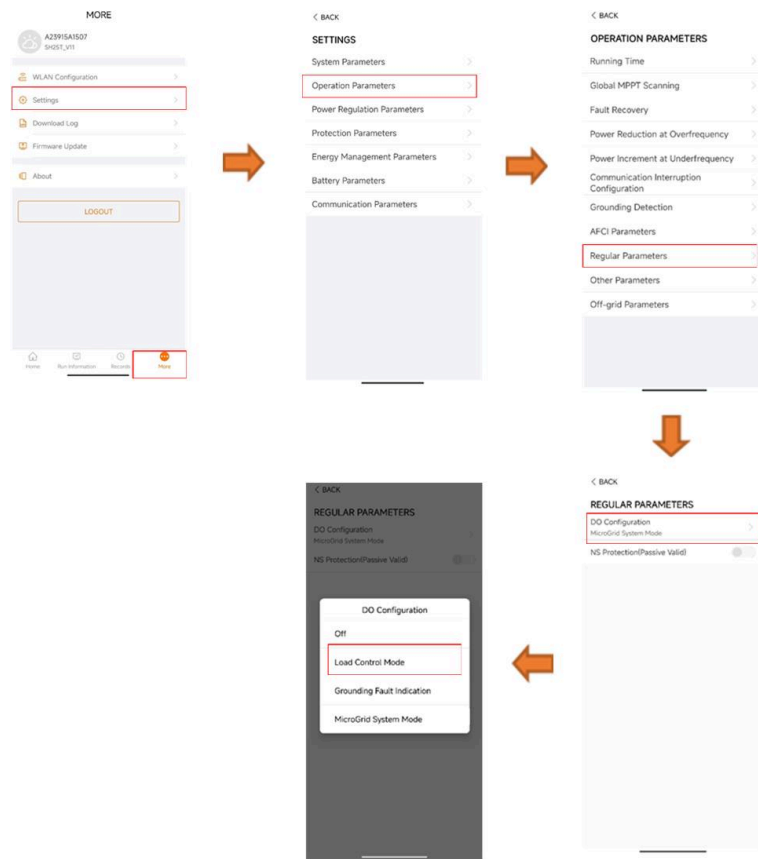 MORE
A23915A1507
SH25T_V11
WLAN Configuration
Settings
Download Log
Firmware Update
About
LOGOUT
Home
Run Information
Records
More
< BACK
SETTINGS
System Parameters
Operation Parameters
Power Regulation Parameters
Protection Parameters
Energy Management Parameters
Battery Parameters
Communication Parameters
< BACK
OPERATION PARAMETERS
Running Time
Global MPPT Scanning
Fault Recovery
Power Reduction at Overfrequency
Power Increment at Underfrequency
Communication Interruption
Configuration
Grounding Detection
AFCI Parameters
Regular Parameters
Other Parameters
Off-grid Parameters
< BACK
REGULAR PARAMETERS
DO Configuration
MicroGrid System Mode
NS Protection(Passive Valid)
< BACK
REGULAR PARAMETERS
DO Configuration
MicroGrid System Mode
NS Protection(Passive Valid)
DO Configuration
Off
Load Control Mode
Grounding Fault Indication
MicroGrid System Mode